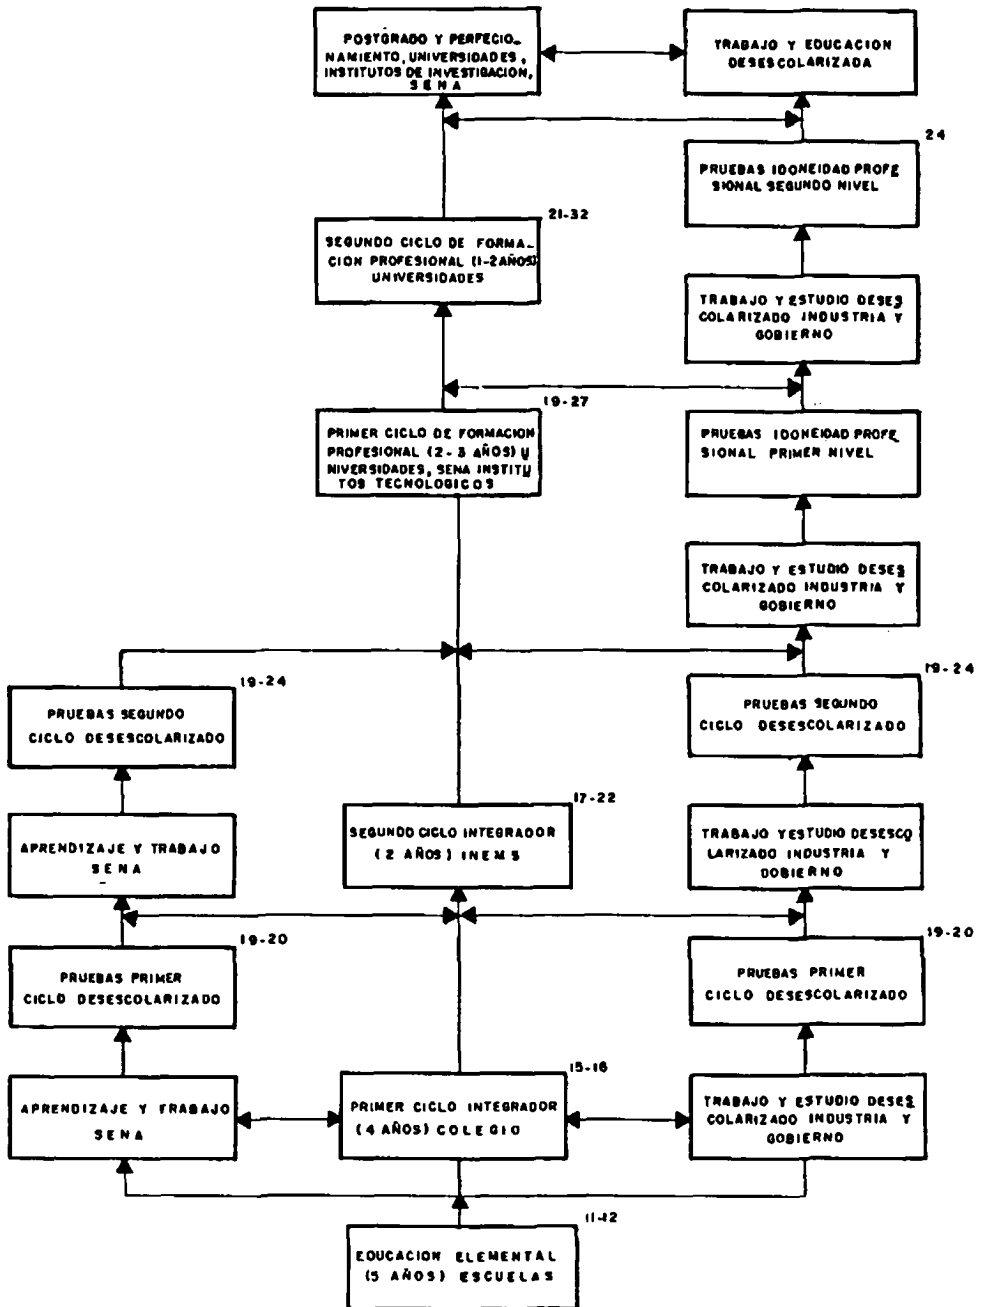 POSTGRADO Y PERFECIO_
NAMIENTO, UNIVERSIDADES,
INSTITUTOS DE INVESTIGACION,
SENA
TRABAJO Y EDUCACION
DESESCOLARIZADA
24
PRUEBAS IDONEIDAD PROFE
SIONAL SEGUNDO NIVEL
21-32
SEGUNDO CICLO DE FORMA_
CION PROFESIONAL (1-2 AÑOS)
UNIVERSIDADES
TRABAJO Y ESTUDIO DESES
COLARIZADO INDUSTRIA Y
GOBIERNO
19-27
PRIMER CICLO DE FORMACION
PROFESIONAL (2-3 AÑOS) U
NIVERSIDADES, SENA INSTITU
TOS TECNOLOGICOS
PRUEBAS IDONEIDAD PROFE
SIONAL PRIMER NIVEL
TRABAJO Y ESTUDIO DESES
COLARIZADO INDUSTRIA Y
GOBIERNO
19-24
PRUEBAS SEGUNDO
CICLO DESESCOLARIZADO
19-24
PRUEBAS SEGUNDO
CICLO DESESCOLARIZADO
APRENDIZAJE Y TRABAJO
SENA
17-22
SEGUNDO CICLO INTEGRADOR
(2 AÑOS) INEMS
TRABAJO Y ESTUDIO DESESCO
LARIZADO INDUSTRIA Y
DOBIERNO
19-20
PRUEBAS PRIMER
CICLO DESESCOLARIZADO
19-20
PRUEBAS PRIMER
CICLO DESESCOLARIZADO
APRENDIZAJE Y FRABAJO
SENA
15-16
PRIMER CICLO INTEGRADOR
(4 AÑOS) COLEGIO
TRABAJO Y ESTUDIO DESES
COLARIZADO INDUSTRIA Y
GOBIERNO
11-12
EDUCACION ELEMENTAL
(5 AÑOS) ESCUELAS